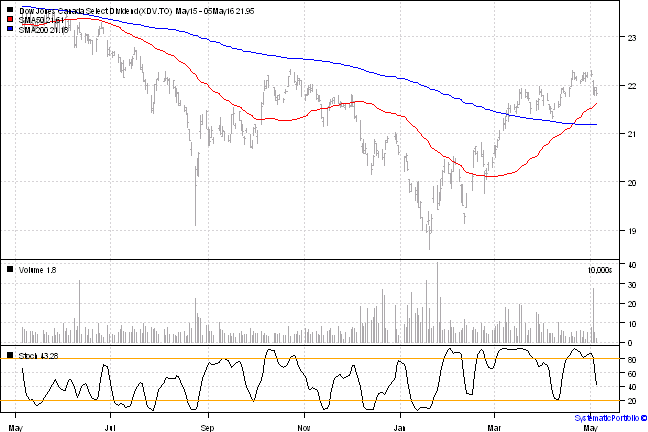 Dow Jones Canada Select Dividend (XDV.TO) May15 - 05May16 21.95
SMA50 21.61
SMA200 21.18
23
22
21
20
19
Volume 1.8
10,000s
40
30
20
10
0
Stoch 43.28
80
60
40
20
May Jul Sep Nov Jan Mar May
SystematicPortfolio ©